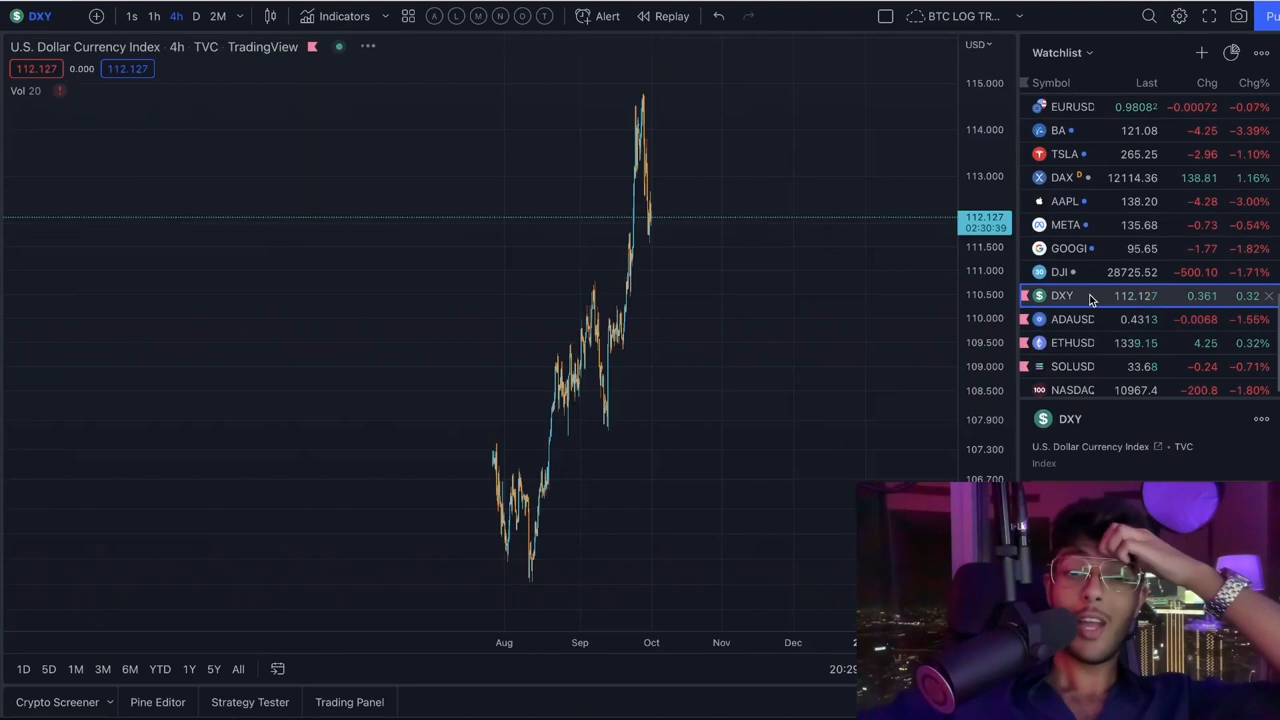 DXY 1s 1h 4h D 2M Indicators A L M N O T Alert Replay BTC LOG TR... Pu
U.S. Dollar Currency Index · 4h · TVC · TradingView
112.127 0.000 112.127
Vol 20
USD
115.000
114.000
113.000
112.127
02:30:39
111.500
111.000
110.500
110.000
109.500
109.000
108.500
107.900
107.300
106.700
Aug Sep Oct Nov Dec
1D 5D 1M 3M 6M YTD 1Y 5Y All 20:29
Crypto Screener Pine Editor Strategy Tester Trading Panel
Watchlist
Symbol Last Chg Chg%
EURUSD 0.98082 −0.00072 −0.07%
BA 121.08 −4.25 −3.39%
TSLA 265.25 −2.96 −1.10%
DAX D 12114.36 138.81 1.16%
AAPL 138.20 −4.28 −3.00%
META 135.68 −0.73 −0.54%
GOOGl 95.65 −1.77 −1.82%
30 DJI 28725.52 −500.10 −1.71%
DXY 112.127 0.361 0.32
ADAUSD 0.4313 −0.0068 −1.55%
ETHUSD 1339.15 4.25 0.32%
SOLUSD 33.68 −0.24 −0.71%
100 NASDAQ 10967.4 −200.8 −1.80%
DXY
U.S. Dollar Currency Index · TVC
Index